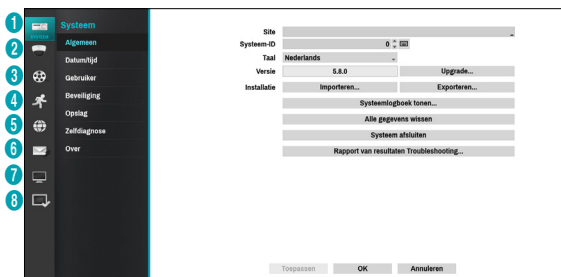 1
2
3
4
5
6
7
8
Systeem
Algemeen
Datum/tijd
Gebruiker
Beveiliging
Opslag
Zelfdiagnose
Over
Site
Systeem-ID 0
Taal Nederlands
Versie 5.8.0 Upgrade...
Installatie Importeren... Exporteren...
Systeemlogboek tonen...
Alle gegevens wissen
Systeem afsluiten
Rapport van resultaten Troubleshooting...
Toepassen OK Annuleren